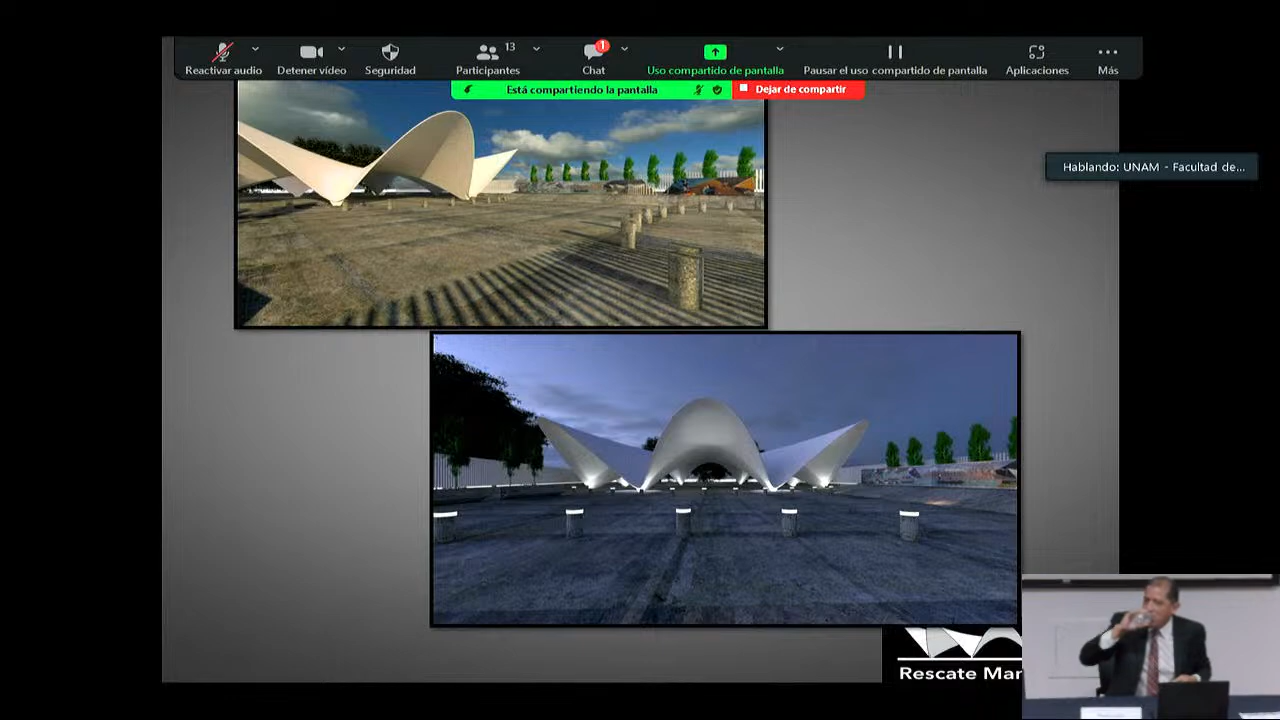 Reactivar audio
Detener vídeo
Seguridad
13
Participantes
1
Chat
Uso compartido de pantalla
Pausar el uso compartido de pantalla
Aplicaciones
Más
Está compartiendo la pantalla
Dejar de compartir
Hablando: UNAM - Facultad de...
Rescate Mar